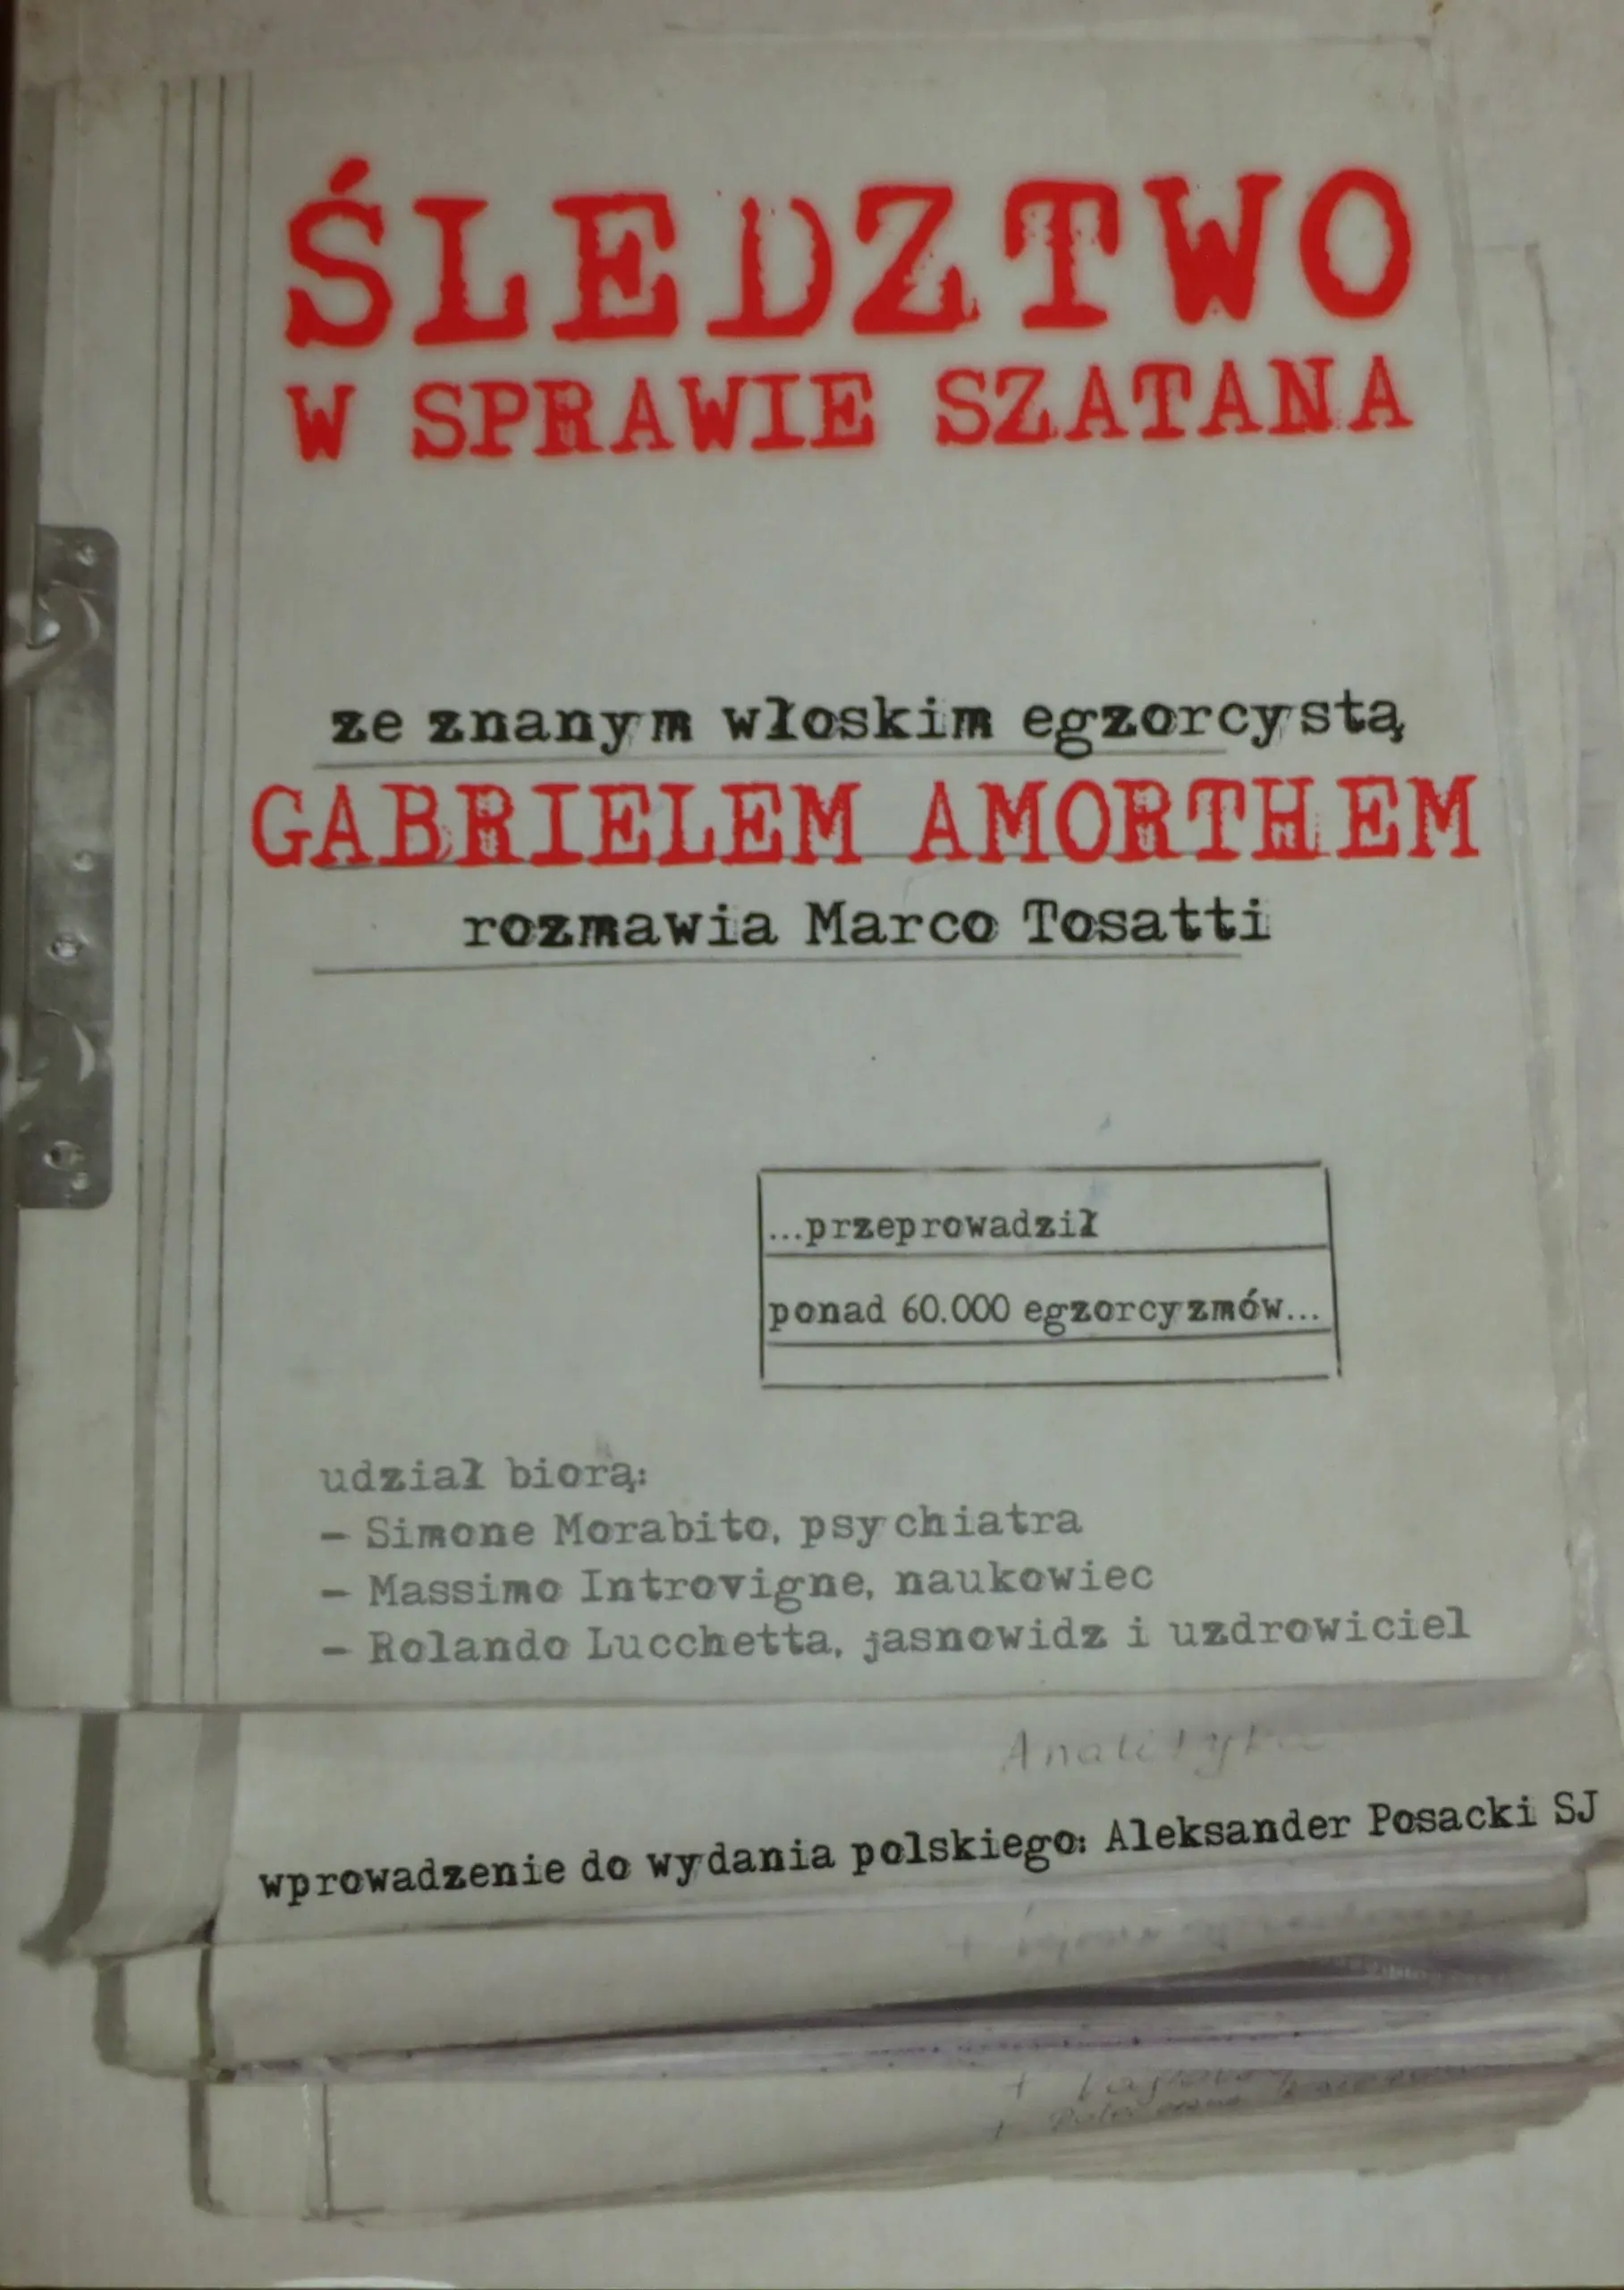 ŚLEDZTWO
W SPRAWIE SZATANA
ze znanym włoskim egzorcystą
GABRIELEM AMORTHEM
rozmawia Marco Tosatti
...przeprowadził
ponad 60.000 egzorcyzmów...
udział biorą:
— Simone Morabito, psychiatra
— Massimo Introvigne, naukowiec
— Rolando Lucchetta, jasnowidz i uzdrowiciel
Analityka
wprowadzenie do wydania polskiego: Aleksander Posacki SJ